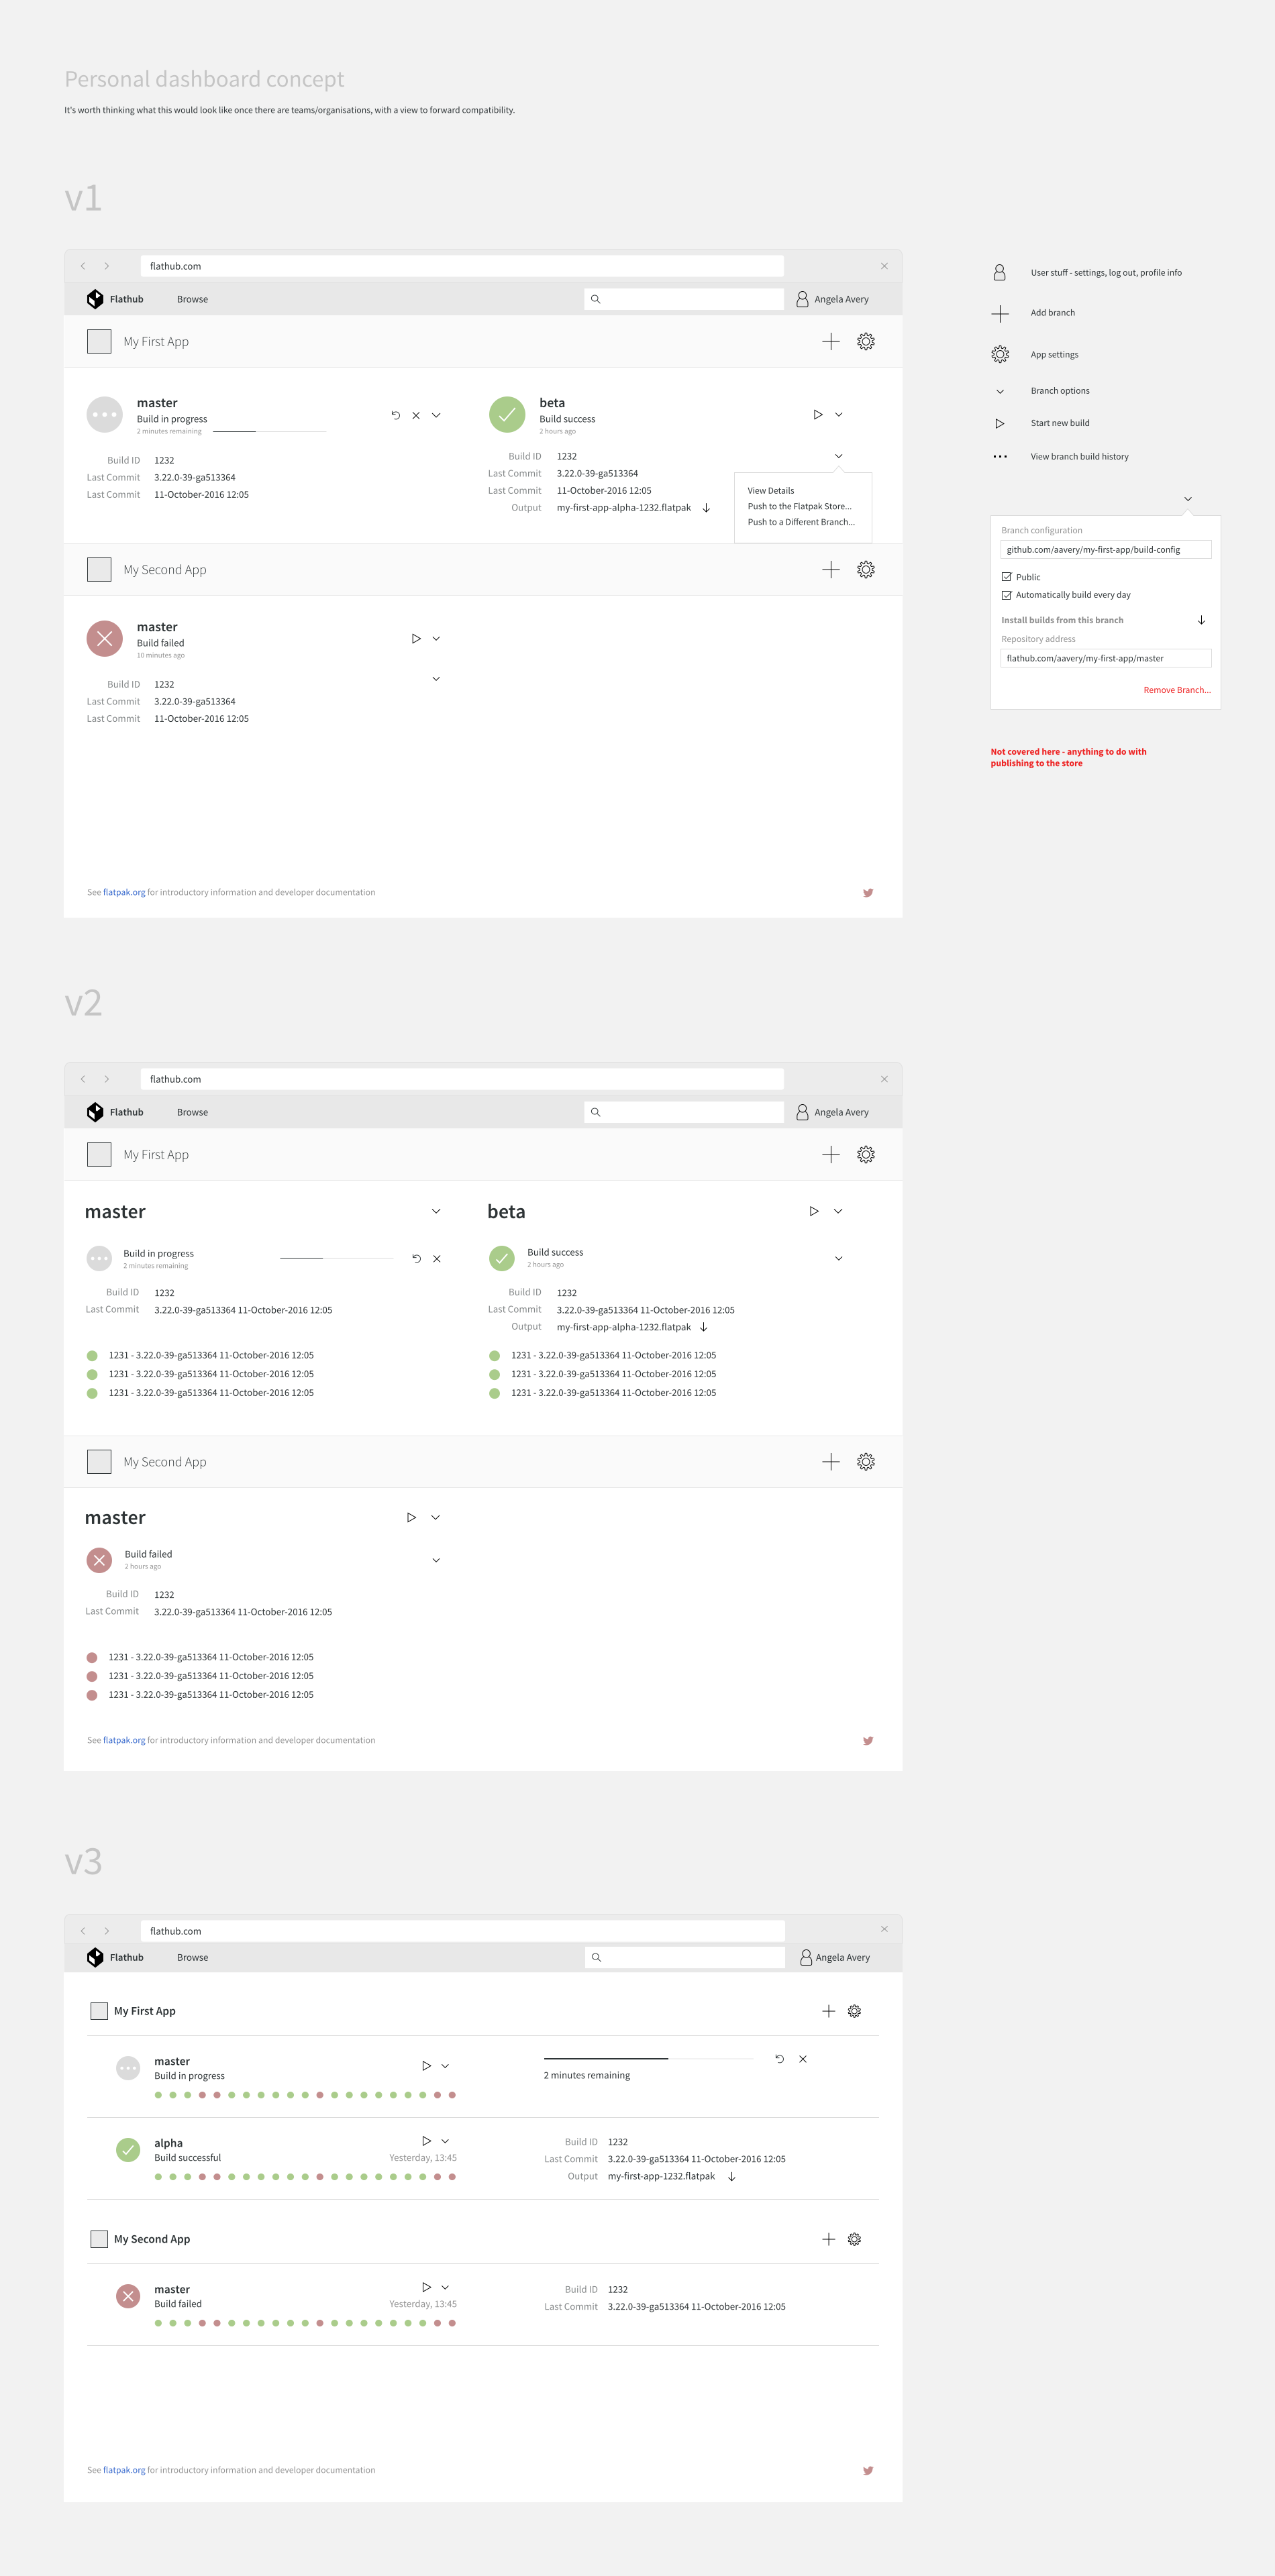 Personal dashboard concept
It's worth thinking what this would look like once there are teams/organisations, with a view to forward compatibility.
v1
flathub.com
Flathub
Browse
Angela Avery
My First App
master
Build in progress
2 minutes remaining
Build ID 1232
Last Commit 3.22.0-39-ga513364
Last Commit 11-October-2016 12:05
beta
Build success
2 hours ago
Build ID 1232
Last Commit 3.22.0-39-ga513364
Last Commit 11-October-2016 12:05
Output my-first-app-alpha-1232.flatpak
View Details
Push to the Flatpak Store...
Push to a Different Branch...
My Second App
master
Build failed
10 minutes ago
Build ID 1232
Last Commit 3.22.0-39-ga513364
Last Commit 11-October-2016 12:05
See flatpak.org for introductory information and developer documentation
User stuff - settings, log out, profile info
Add branch
App settings
Branch options
Start new build
View branch build history
Branch configuration
github.com/aavery/my-first-app/build-config
Public
Automatically build every day
Install builds from this branch
Repository address
flathub.com/aavery/my-first-app/master
Remove Branch...
Not covered here - anything to do with
publishing to the store
v2
flathub.com
Flathub
Browse
Angela Avery
My First App
master
Build in progress
2 minutes remaining
Build ID 1232
Last Commit 3.22.0-39-ga513364 11-October-2016 12:05
1231 - 3.22.0-39-ga513364 11-October-2016 12:05
1231 - 3.22.0-39-ga513364 11-October-2016 12:05
1231 - 3.22.0-39-ga513364 11-October-2016 12:05
beta
Build success
2 hours ago
Build ID 1232
Last Commit 3.22.0-39-ga513364 11-October-2016 12:05
Output my-first-app-alpha-1232.flatpak
1231 - 3.22.0-39-ga513364 11-October-2016 12:05
1231 - 3.22.0-39-ga513364 11-October-2016 12:05
1231 - 3.22.0-39-ga513364 11-October-2016 12:05
My Second App
master
Build failed
2 hours ago
Build ID 1232
Last Commit 3.22.0-39-ga513364 11-October-2016 12:05
1231 - 3.22.0-39-ga513364 11-October-2016 12:05
1231 - 3.22.0-39-ga513364 11-October-2016 12:05
1231 - 3.22.0-39-ga513364 11-October-2016 12:05
See flatpak.org for introductory information and developer documentation
v3
flathub.com
Flathub
Browse
Angela Avery
My First App
master
Build in progress
2 minutes remaining
alpha
Build successful
Yesterday, 13:45
Build ID 1232
Last Commit 3.22.0-39-ga513364 11-October-2016 12:05
Output my-first-app-1232.flatpak
My Second App
master
Build failed
Yesterday, 13:45
Build ID 1232
Last Commit 3.22.0-39-ga513364 11-October-2016 12:05
See flatpak.org for introductory information and developer documentation